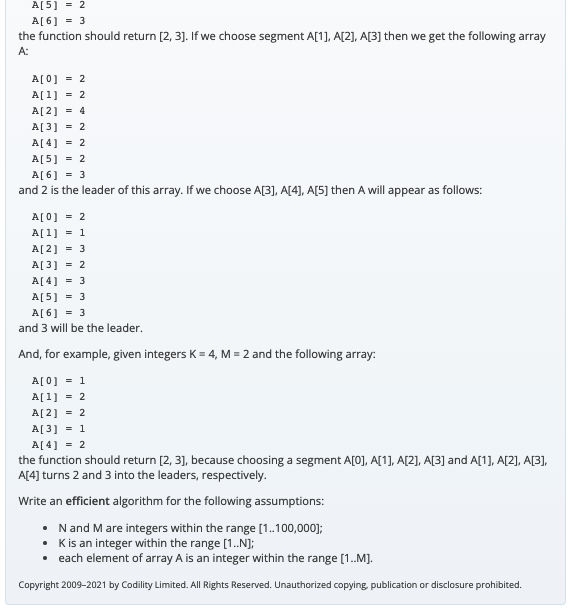 A[5] = 2
A[6] = 3
the function should return [2, 3]. If we choose segment A[1], A[2], A[3] then we get the following array
A:
A[0] = 2
A[1] = 2
A[2] = 4
A[3] = 2
A[4] = 2
A[5] = 2
A[6] = 3
and 2 is the leader of this array. If we choose A[3], A[4], A[5] then A will appear as follows:
A[0] = 2
A[1] = 1
A[2] = 3
A[3] = 2
A[4] = 3
A[5] = 3
A[6] = 3
and 3 will be the leader.
And, for example, given integers K = 4, M = 2 and the following array:
A[0] = 1
A[1] = 2
A[2] = 2
A[3] = 1
A[4] = 2
the function should return [2, 3], because choosing a segment A[0], A[1], A[2], A[3] and A[1], A[2], A[3],
A[4] turns 2 and 3 into the leaders, respectively.
Write an efficient algorithm for the following assumptions:
• N and M are integers within the range [1..100,000];
• K is an integer within the range [1..N];
• each element of array A is an integer within the range [1..M].
Copyright 2009–2021 by Codility Limited. All Rights Reserved. Unauthorized copying, publication or disclosure prohibited.